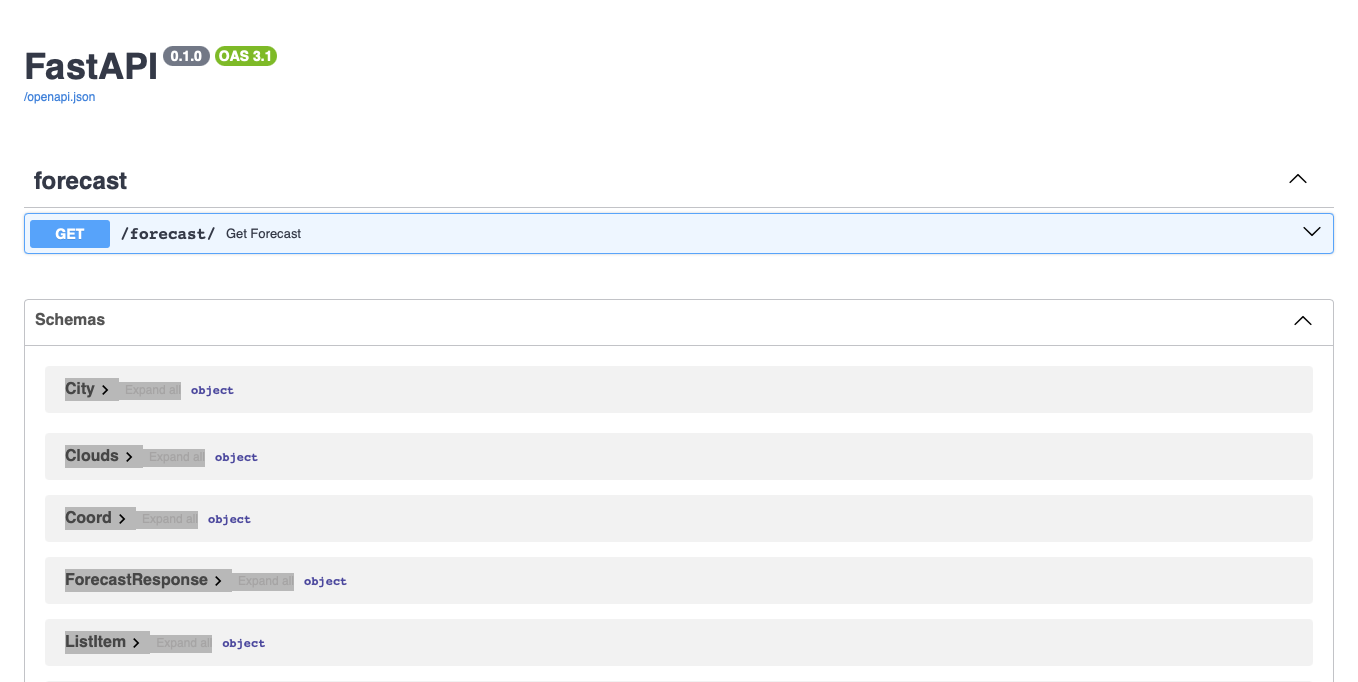 FastAPI 0.1.0 OAS 3.1
/openapi.json
forecast
GET /forecast/ Get Forecast
Schemas
City Expand all object
Clouds Expand all object
Coord Expand all object
ForecastResponse Expand all object
ListItem Expand all object